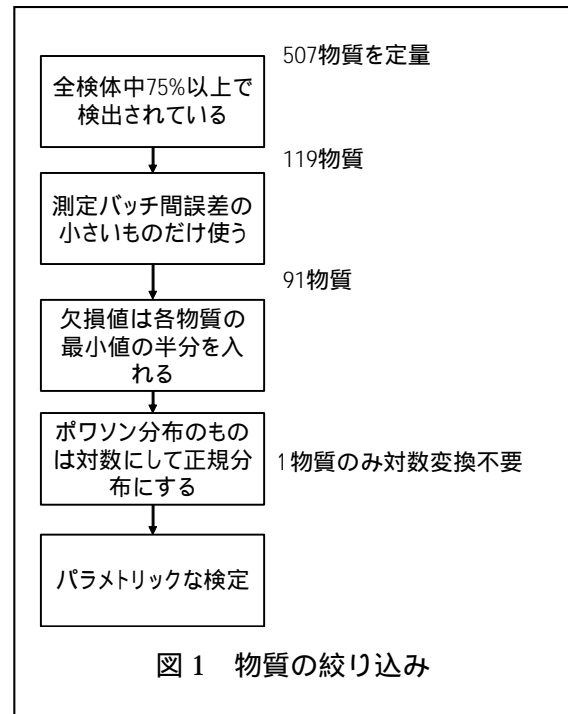 507物質を定量
全検体中75%以上で
検出されている
119物質
測定バッチ間誤差の
小さいものだけ使う
91物質
欠損値は各物質の
最小値の半分を入
れる
ポワソン分布のもの
は対数にして正規分
布にする
1物質のみ対数変換不要
パラメトリックな検定
図 1 物質の絞り込み